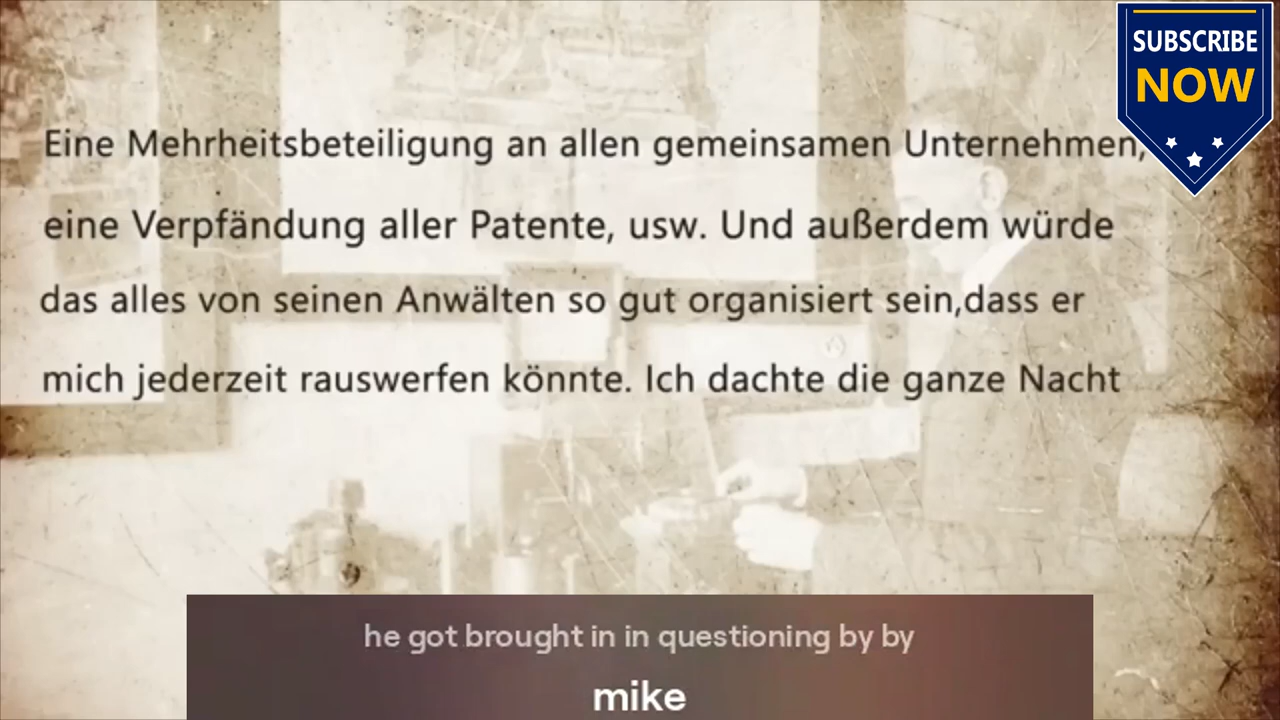 SUBSCRIBE
NOW
Eine Mehrheitsbeteiligung an allen gemeinsamen Unternehmen,
eine Verpfändung aller Patente, usw. Und außerdem würde
das alles von seinen Anwälten so gut organisiert sein,dass er
mich jederzeit rauswerfen könnte. Ich dachte die ganze Nacht
he got brought in in questioning by by
mike